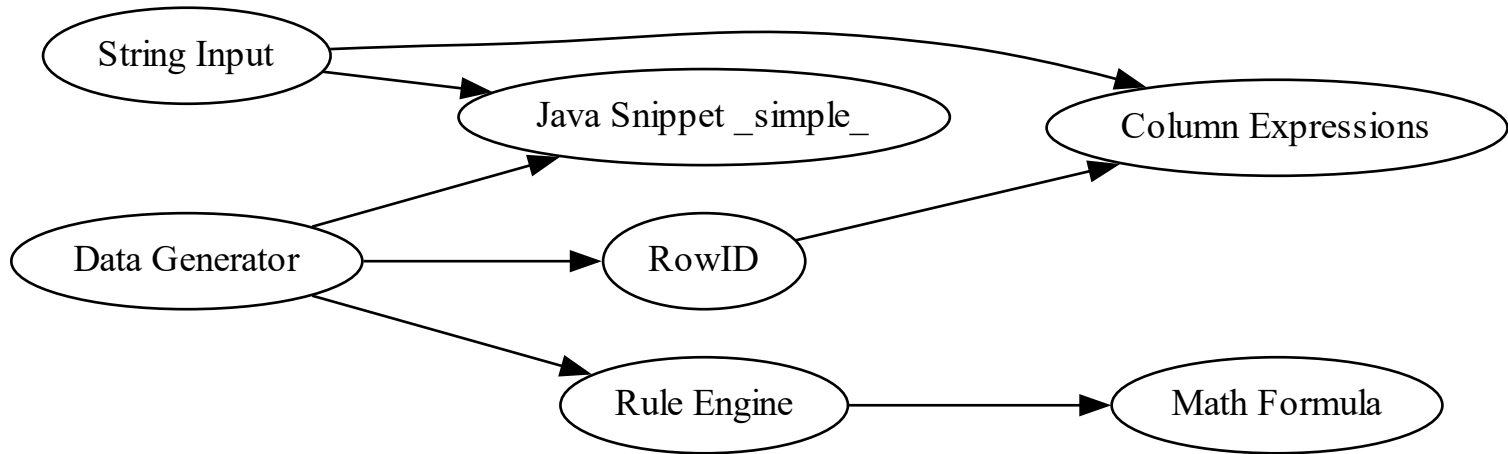 String Input
Java Snippet _simple_
Column Expressions
Data Generator
RowID
Rule Engine
Math Formula